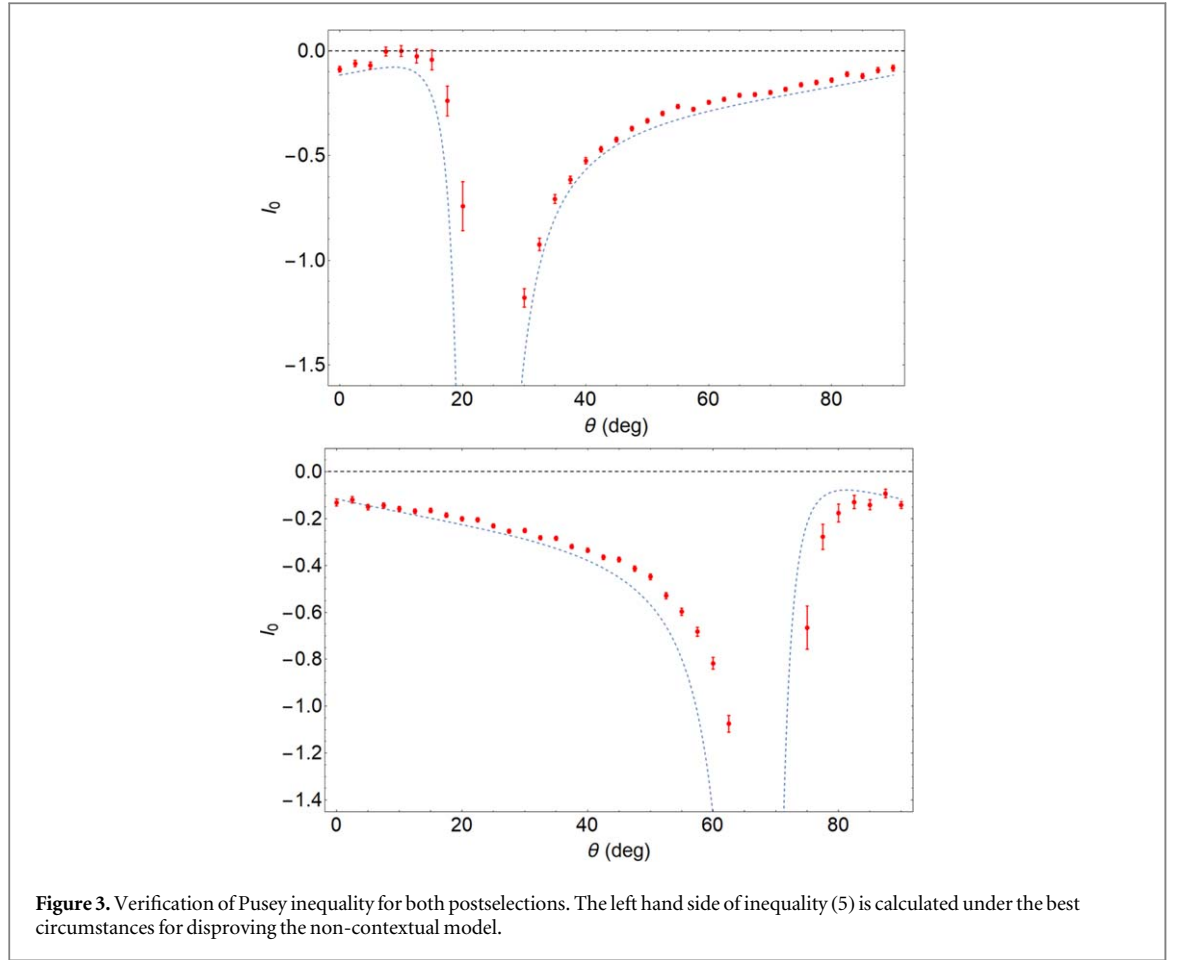 0.0
−0.5
−1.0
−1.5
I0
0 20 40 60 80
θ (deg)
0.0
−0.2
−0.4
−0.6
−0.8
−1.0
−1.2
−1.4
I0
0 20 40 60 80
θ (deg)
Figure 3. Verification of Pusey inequality for both postselections. The left hand side of inequality (5) is calculated under the best
circumstances for disproving the non-contextual model.